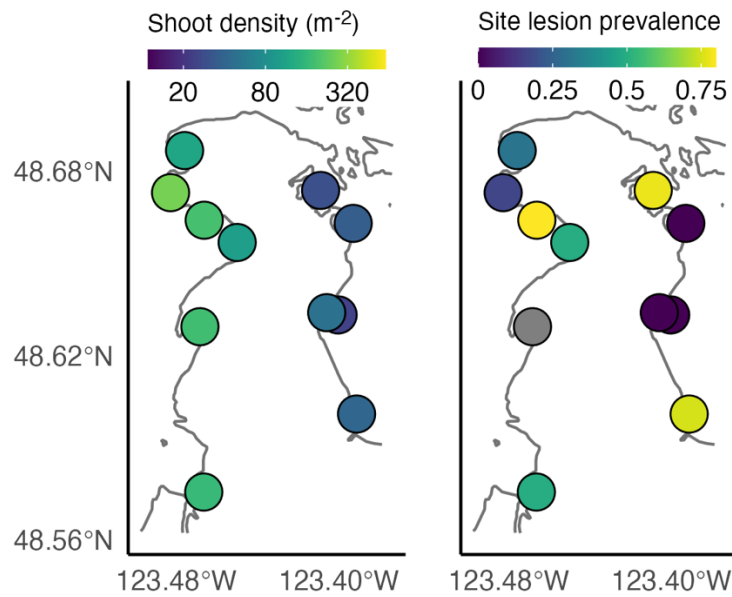 Shoot density (m⁻²)
20 80 320
Site lesion prevalence
0 0.25 0.5 0.75
48.68°N
48.62°N
48.56°N
123.48°W 123.40°W
123.48°W 123.40°W